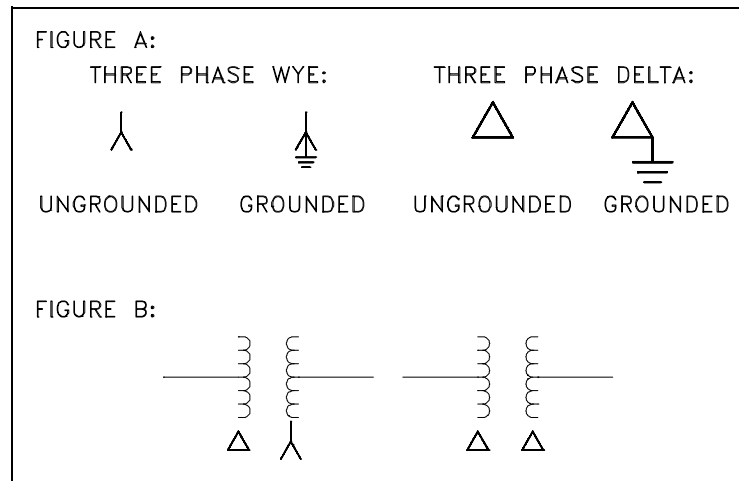 FIGURE A:
THREE PHASE WYE: THREE PHASE DELTA:
UNGROUNDED GROUNDED UNGROUNDED GROUNDED
FIGURE B: